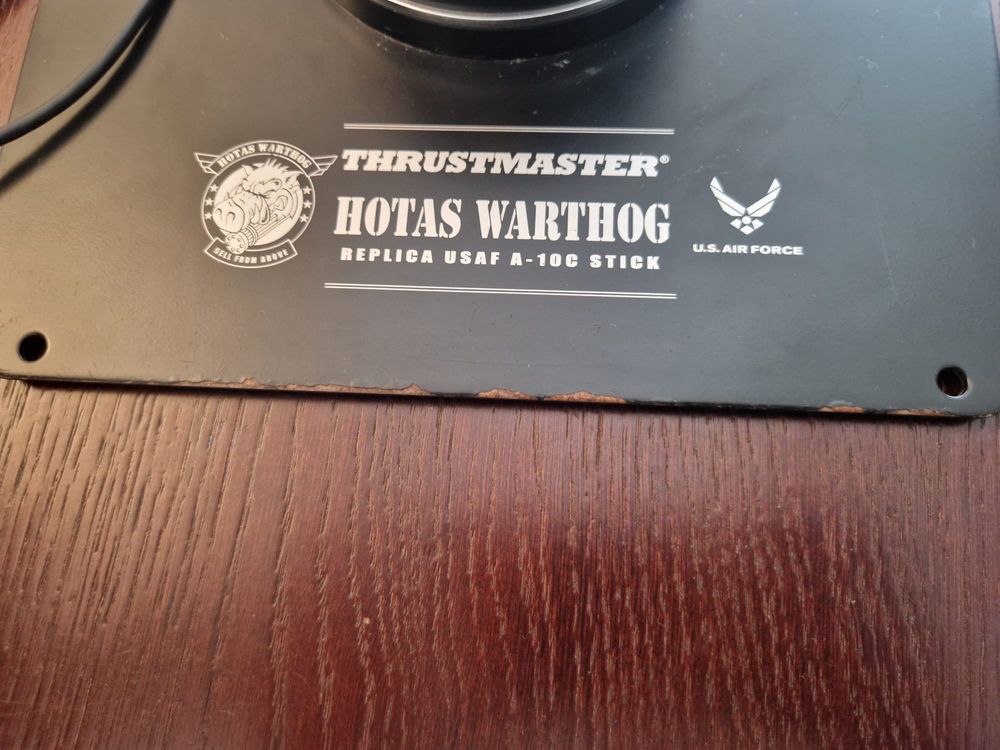 HOTAS WARTHOG
HELL FROM ABOVE
THRUSTMASTER®
HOTAS WARTHOG
REPLICA USAF A-10C STICK
U.S. AIR FORCE